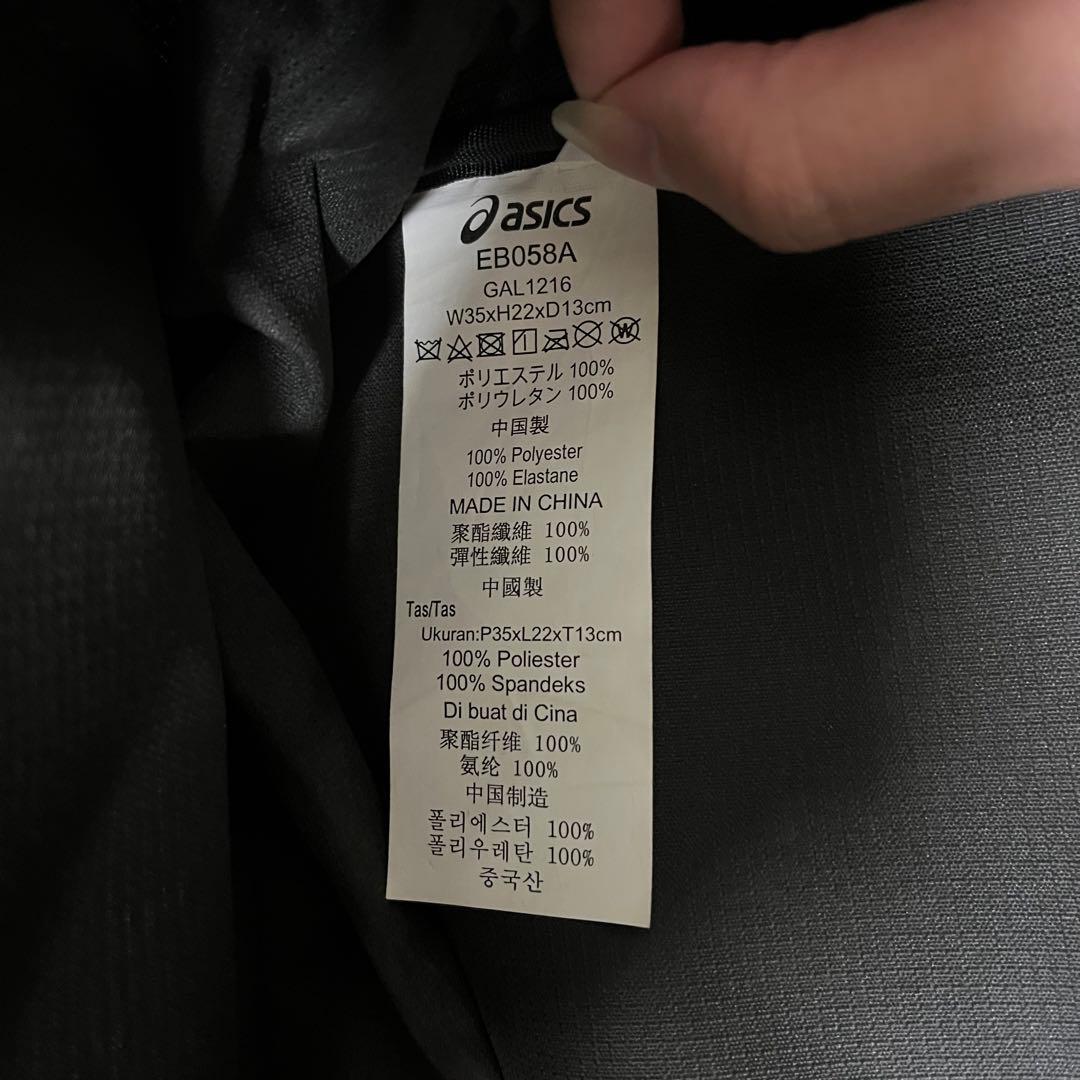 asics
EB058A
GAL1216
W35xH22xD13cm
W
ポリエステル 100%
ポリウレタン 100%
中国製
100% Polyester
100% Elastane
MADE IN CHINA
聚酯纖維 100%
彈性纖維 100%
中國製
Tas/Tas
Ukuran:P35xL22xT13cm
100% Poliester
100% Spandeks
Di buat di Cina
聚酯纤维 100%
氨纶 100%
中国制造
폴리에스터 100%
폴리우레탄 100%
중국산